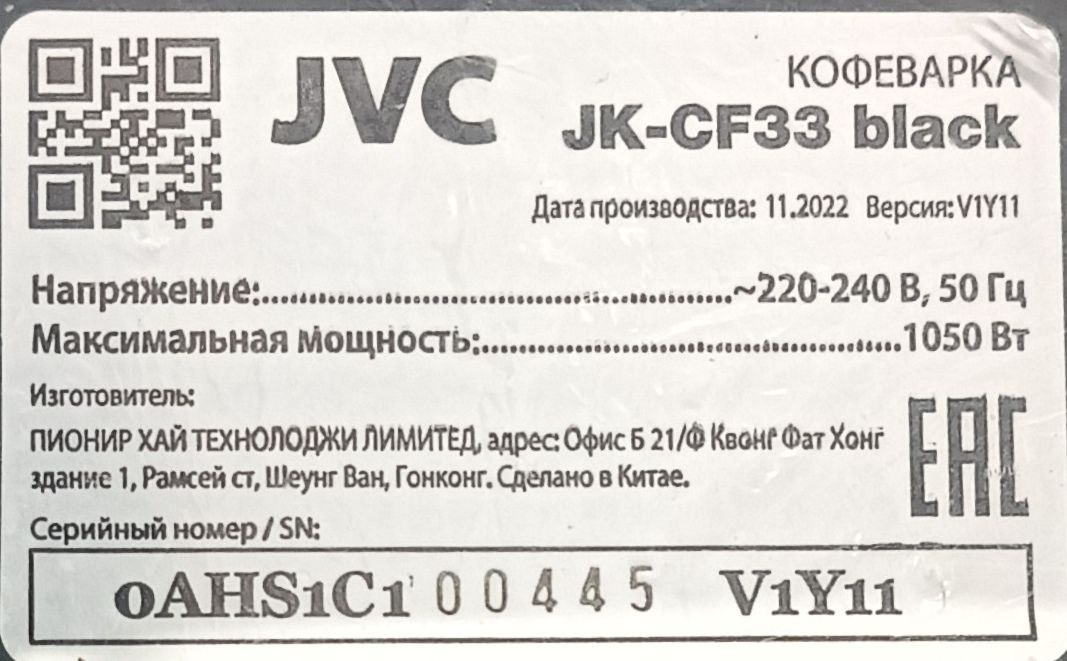 JVC
КОФЕВАРКА
JK-CF33 black
Дата производства: 11.2022 Версия: V1Y11
Напряжение:..........................................................~220-240 В, 50 Гц
Максимальная мощность:.............................................1050 Вт
Изготовитель:
ПИОНИР ХАЙ ТЕХНОЛОДЖИ ЛИМИТЕД, адрес: Офис Б 21/Ф Квонг Фат Хонг
здание 1, Рамсей ст, Шеунг Ван, Гонконг. Сделано в Китае.
EAC
Серийный номер / SN:
0AHS1C1 00445 V1Y11